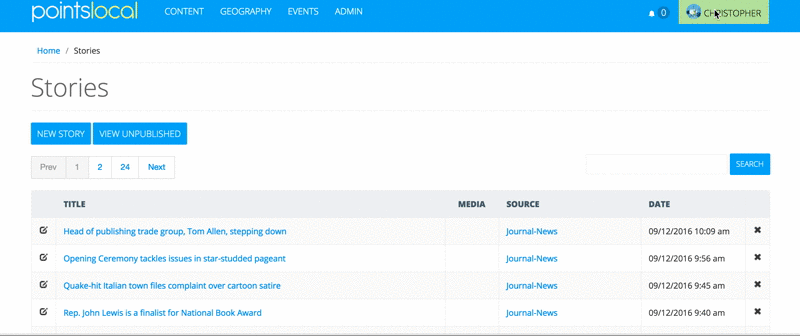 pointslocal CONTENT GEOGRAPHY EVENTS ADMIN 0 CHRISTOPHER
Home / Stories
Stories
NEW STORY VIEW UNPUBLISHED
Prev 1 2 24 Next SEARCH
TITLE MEDIA SOURCE DATE
Head of publishing trade group, Tom Allen, stepping down Journal-News 09/12/2016 10:09 am
Opening Ceremony tackles issues in star-studded pageant Journal-News 09/12/2016 9:56 am
Quake-hit Italian town files complaint over cartoon satire Journal-News 09/12/2016 9:45 am
Rep. John Lewis is a finalist for National Book Award Journal-News 09/12/2016 9:40 am